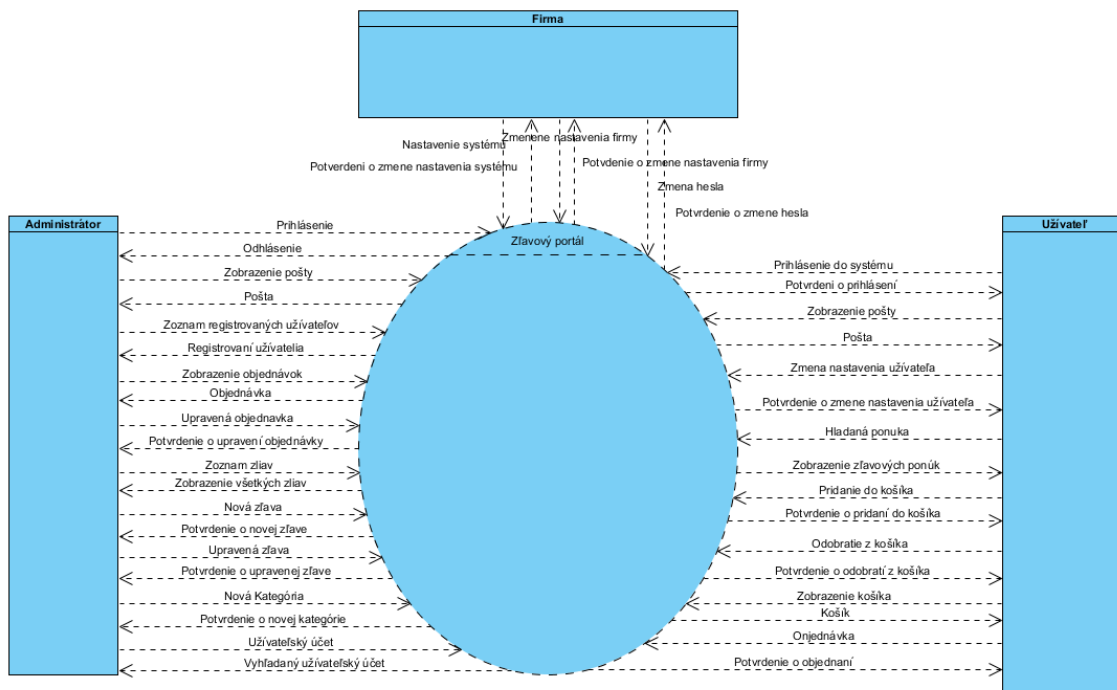 Firma
Nastavenie systému
Zmenene nastavenia firmy
Potverdeni o zmene nastavenia systému
Potvdenie o zmene nastavenia firmy
Zmena hesla
Potvrdenie o zmene hesla
Administrátor
Prihlásenie
Odhlásenie
Zobrazenie pošty
Pošta
Zoznam registrovaných užívateľov
Registrovaní užívatelia
Zobrazenie objednávok
Objednávka
Upravená objednavka
Potvrdenie o upravení objednávky
Zoznam zliav
Zobrazenie všetkých zliav
Nová zľava
Potvrdenie o novej zľave
Upravená zľava
Potvrdenie o upravenej zľave
Nová Kategória
Potvrdenie o novej kategórie
Užívateľský účet
Vyhľadaný užívateľský účet
Zľavový portál
Užívateľ
Prihlásenie do systému
Potvrdeni o prihlásení
Zobrazenie pošty
Pošta
Zmena nastavenia užívateľa
Potvrdenie o zmene nastavenia užívateľa
Hladaná ponuka
Zobrazenie zľavových ponúk
Pridanie do košíka
Potvrdenie o pridaní do košíka
Odobratie z košíka
Potvrdenie o odobratí z košíka
Zobrazenie košíka
Košík
Onjednávka
Potvrdenie o objednaní